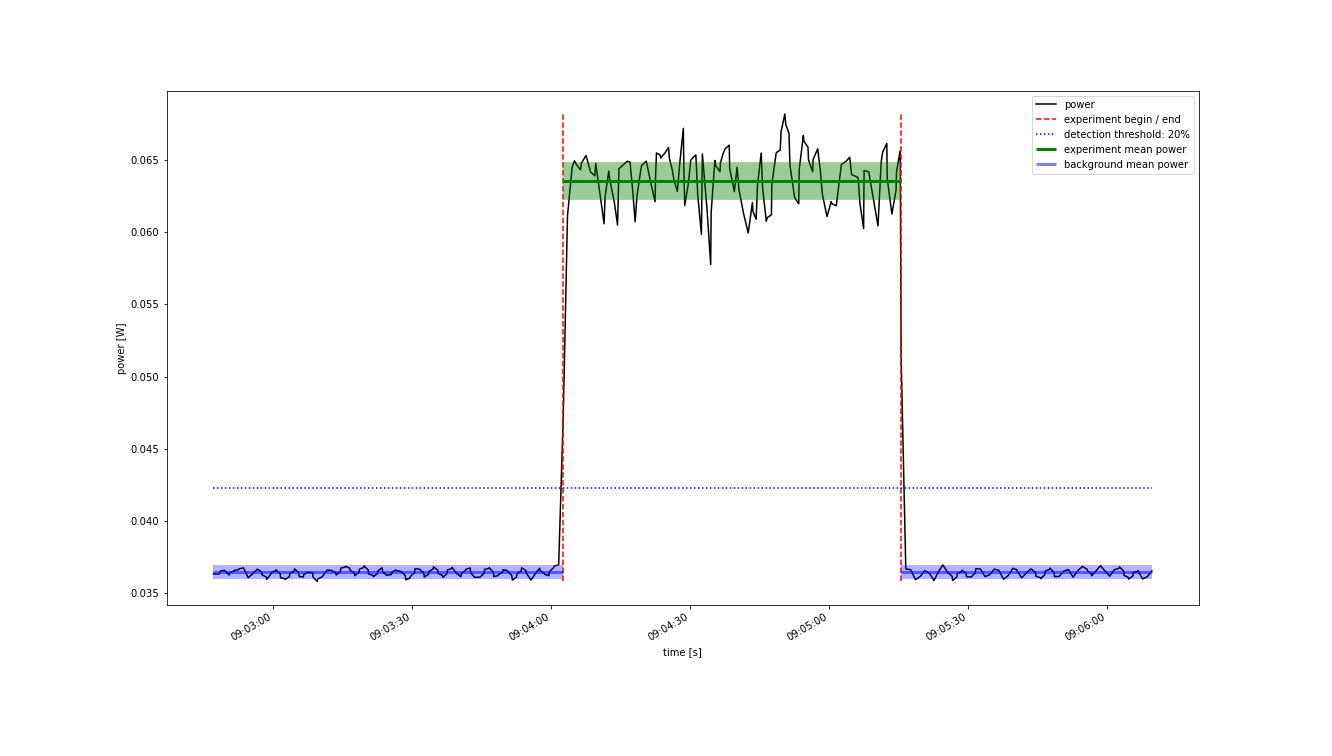 power
experiment begin / end
detection threshold: 20%
experiment mean power
background mean power
0.065
0.060
0.055
0.050
0.045
0.040
0.035
power [W]
09:03:00
09:03:30
09:04:00
09:04:30
09:05:00
09:05:30
09:06:00
time [s]